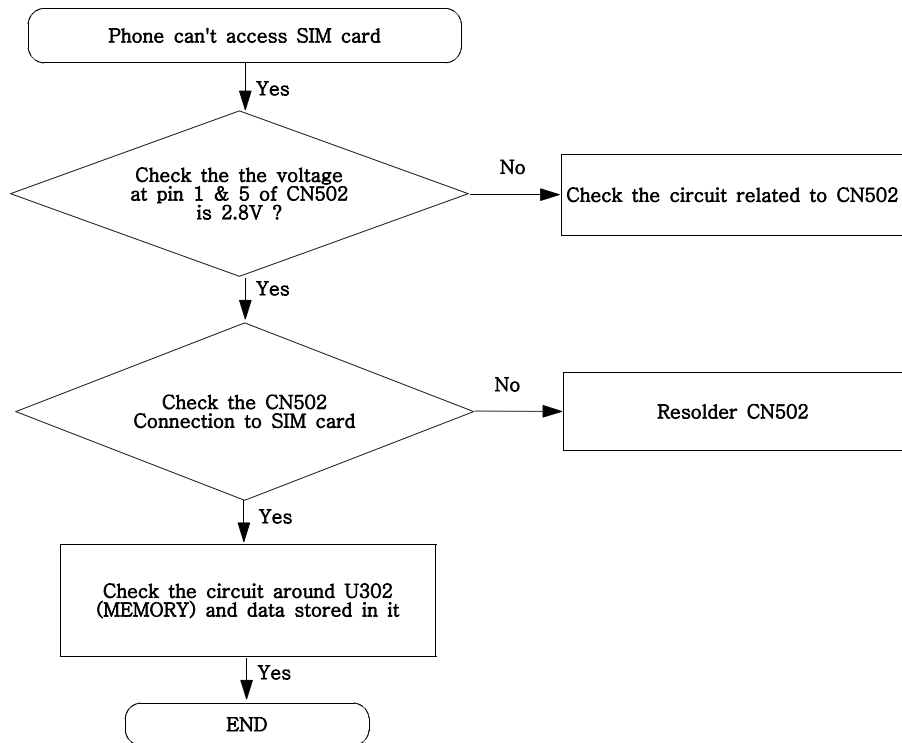 Phone can't access SIM card
Yes
Check the the voltage
at pin 1 & 5 of CN502
is 2.8V ?
No
Check the circuit related to CN502
Yes
Check the CN502
Connection to SIM card
No
Resolder CN502
Yes
Check the circuit around U302
(MEMORY) and data stored in it
Yes
END